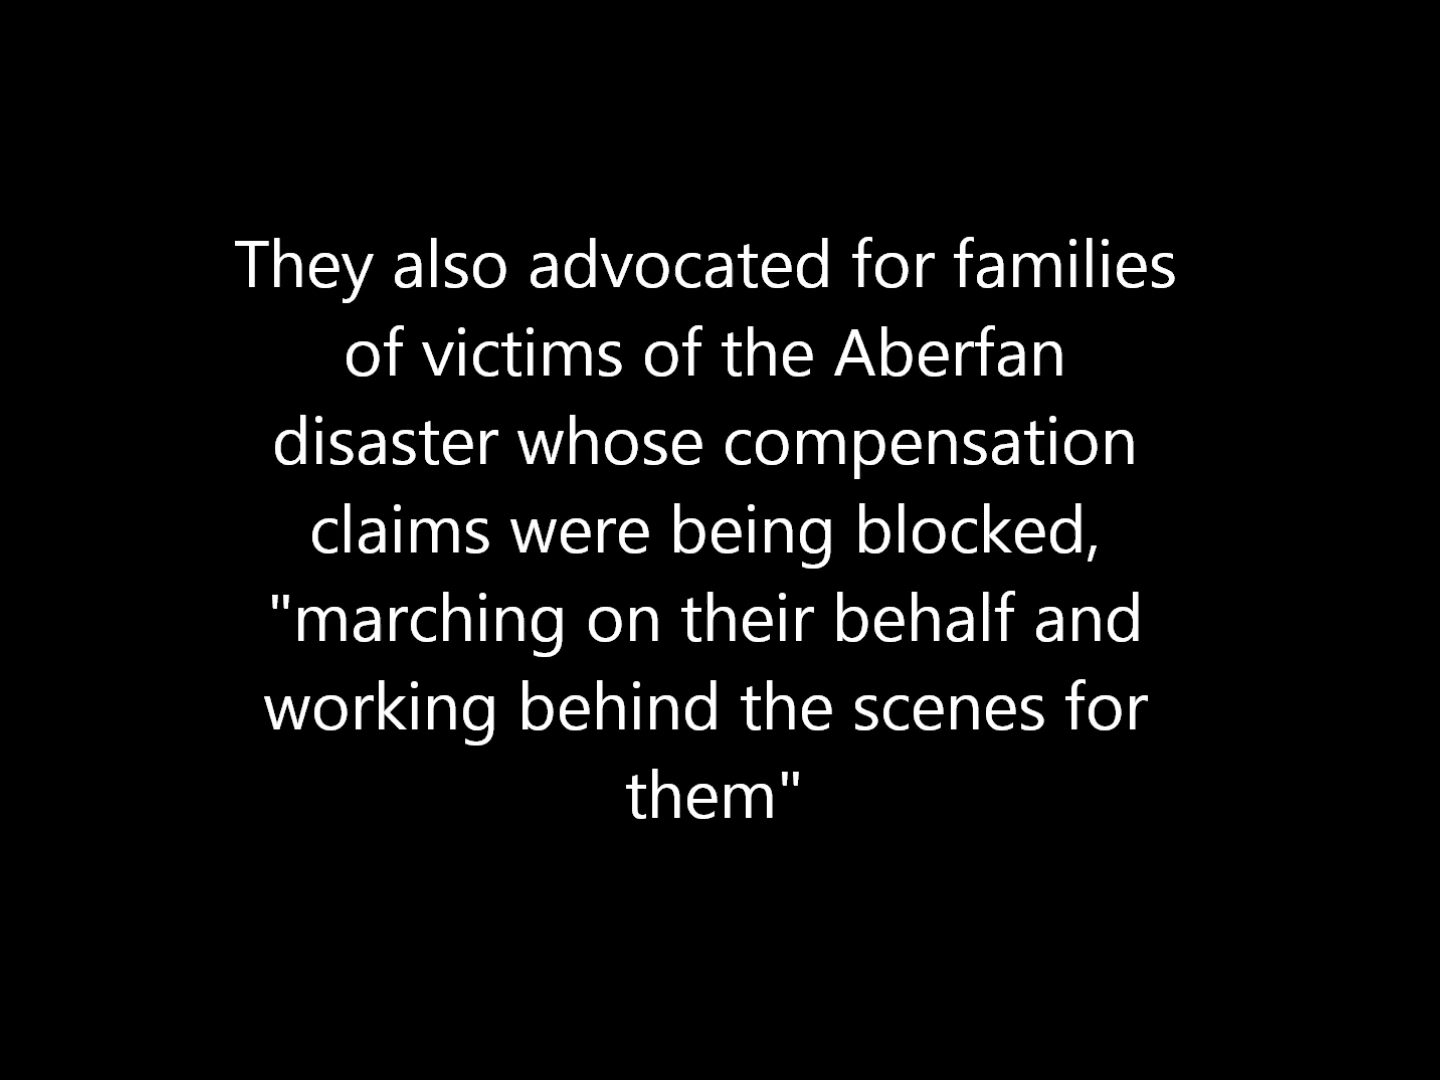 They also advocated for families
of victims of the Aberfan
disaster whose compensation
claims were being blocked,
"marching on their behalf and
working behind the scenes for
them"